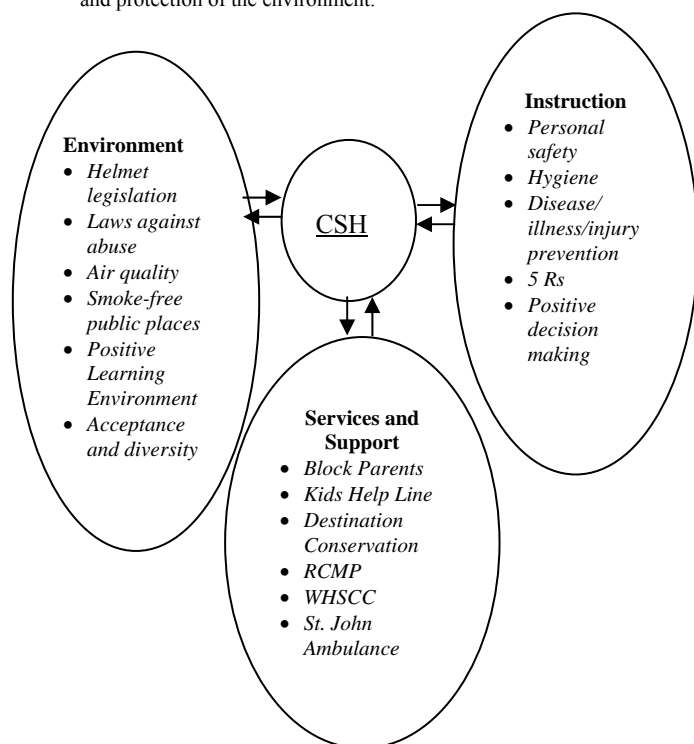 and protection of the environment.
Environment
• Helmet
legislation
• Laws against
abuse
• Air quality
• Smoke-free
public places
• Positive
Learning
Environment
• Acceptance
and diversity
CSH
Instruction
• Personal
safety
• Hygiene
• Disease/
illness/injury
prevention
• 5 Rs
• Positive
decision
making
Services and
Support
• Block Parents
• Kids Help Line
• Destination
Conservation
• RCMP
• WHSCC
• St. John
Ambulance